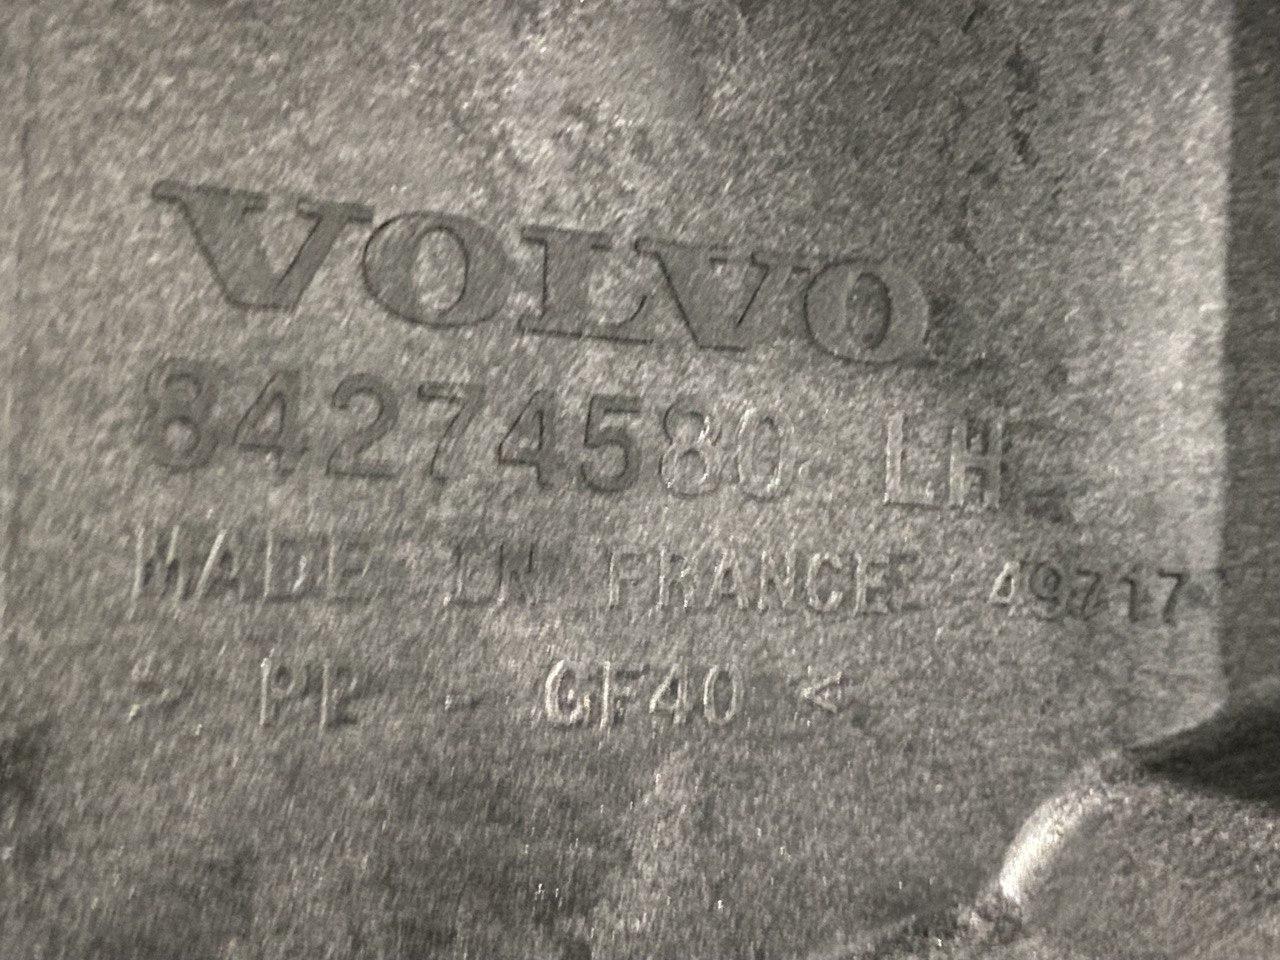 VOLVO
84274580 LH
MADE IN FRANCE 49717
> PP - GF40 <